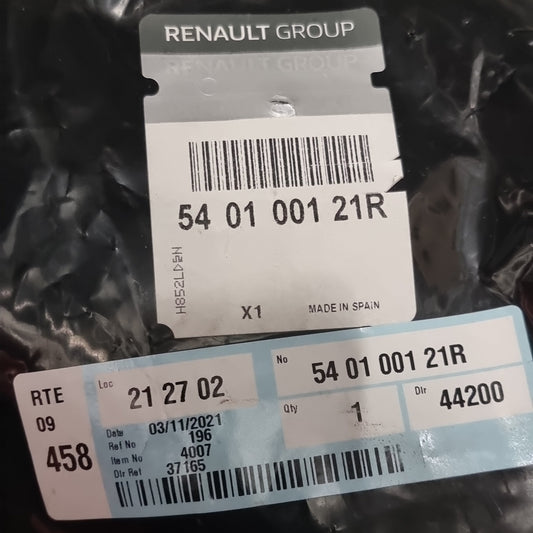 RENAULT GROUP
RENAULT GROUP
54 01 001 21R
X1 MADE IN SPAIN
RTE
09
458
Loc 21 27 02
Date 03/11/2021
Ref No 196
Item No 4007
Dlr Ref 37165
No 54 01 001 21R
Qty 1
Dlr 44200